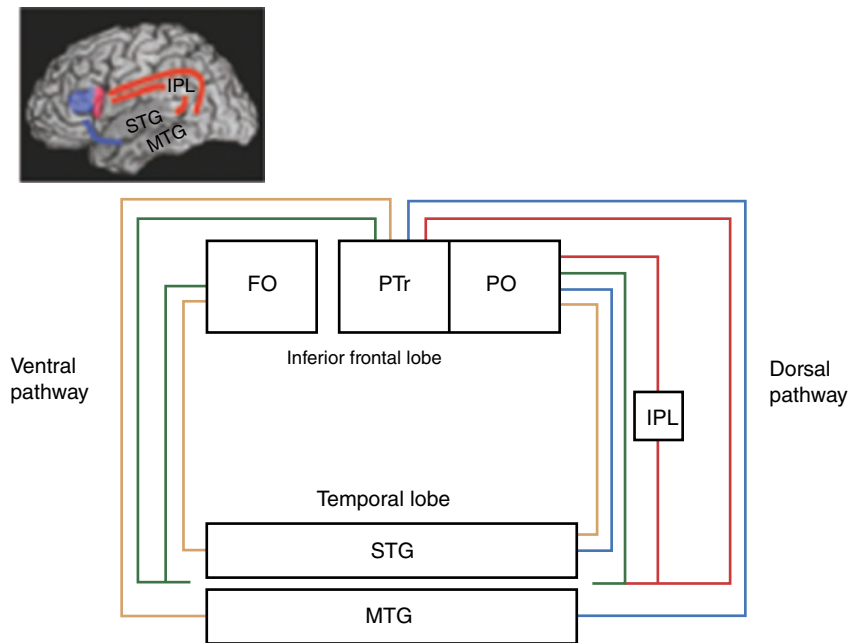 IPL
STG
MTG
FO
PTr
PO
Inferior frontal lobe
Ventral
pathway
Dorsal
pathway
IPL
Temporal lobe
STG
MTG